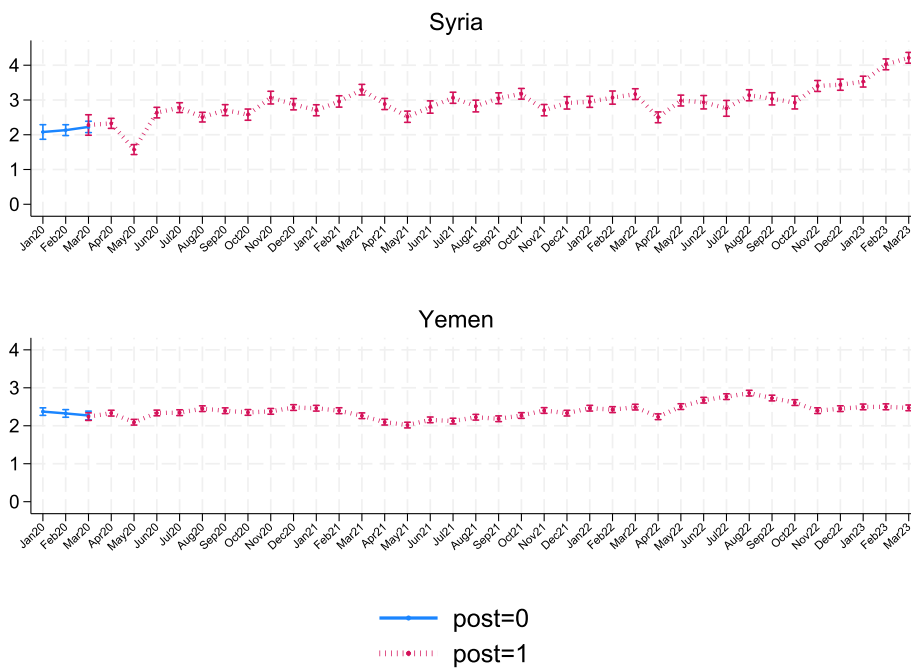 Syria
4
3
2
1
0
Jan20 Feb20 Mar20 Apr20 May20 Jun20 Jul20 Aug20 Sep20 Oct20 Nov20 Dec20 Jan21 Feb21 Mar21 Apr21 May21 Jun21 Jul21 Aug21 Sep21 Oct21 Nov21 Dec21 Jan22 Feb22 Mar22 Apr22 May22 Jun22 Jul22 Aug22 Sep22 Oct22 Nov22 Dec22 Jan23 Feb23 Mar23
Yemen
4
3
2
1
0
Jan20 Feb20 Mar20 Apr20 May20 Jun20 Jul20 Aug20 Sep20 Oct20 Nov20 Dec20 Jan21 Feb21 Mar21 Apr21 May21 Jun21 Jul21 Aug21 Sep21 Oct21 Nov21 Dec21 Jan22 Feb22 Mar22 Apr22 May22 Jun22 Jul22 Aug22 Sep22 Oct22 Nov22 Dec22 Jan23 Feb23 Mar23
post=0
post=1